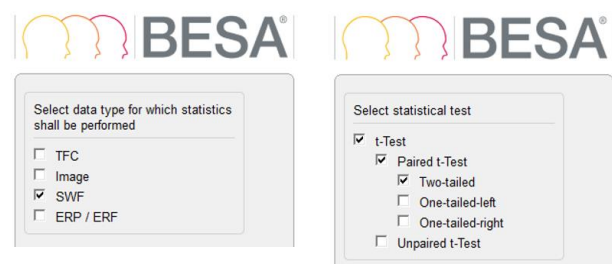 BESA®
Select data type for which statistics
shall be performed
TFC
Image
SWF
ERP / ERF
BESA®
Select statistical test
t-Test
Paired t-Test
Two-tailed
One-tailed-left
One-tailed-right
Unpaired t-Test